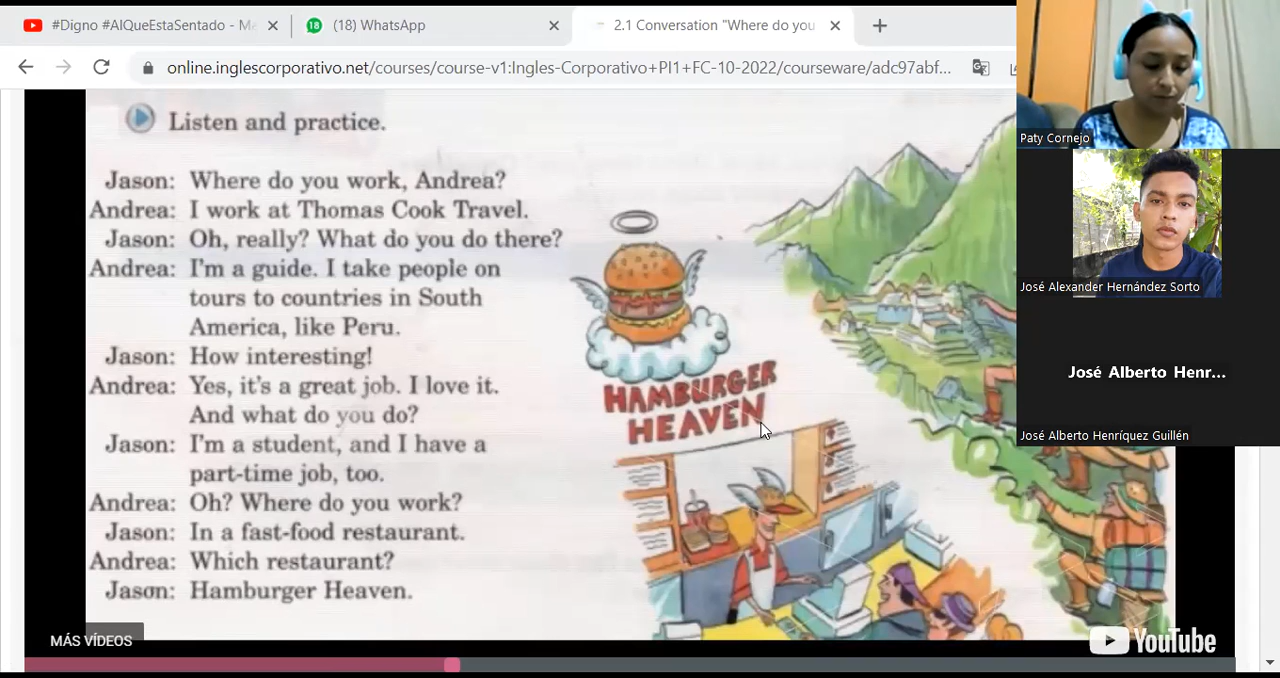 #Digno #AlQueEstaSentado - M
(18) WhatsApp
2.1 Conversation "Where do you
online.inglescorporativo.net/courses/course-v1:Ingles-Corporativo+PI1+FC-10-2022/courseware/adc97abf...
Listen and practice.
Jason: Where do you work, Andrea?
Andrea: I work at Thomas Cook Travel.
Jason: Oh, really? What do you do there?
Andrea: I'm a guide. I take people on
tours to countries in South
America, like Peru.
Jason: How interesting!
Andrea: Yes, it's a great job. I love it.
And what do you do?
Jason: I'm a student, and I have a
part-time job, too.
Andrea: Oh? Where do you work?
Jason: In a fast-food restaurant.
Andrea: Which restaurant?
Jason: Hamburger Heaven.
HAMBURGER
HEAVEN
MÁS VÍDEOS
YouTube
Paty Cornejo
José Alexander Hernández Sorto
José Alberto Henr...
José Alberto Henríquez Guillén
18